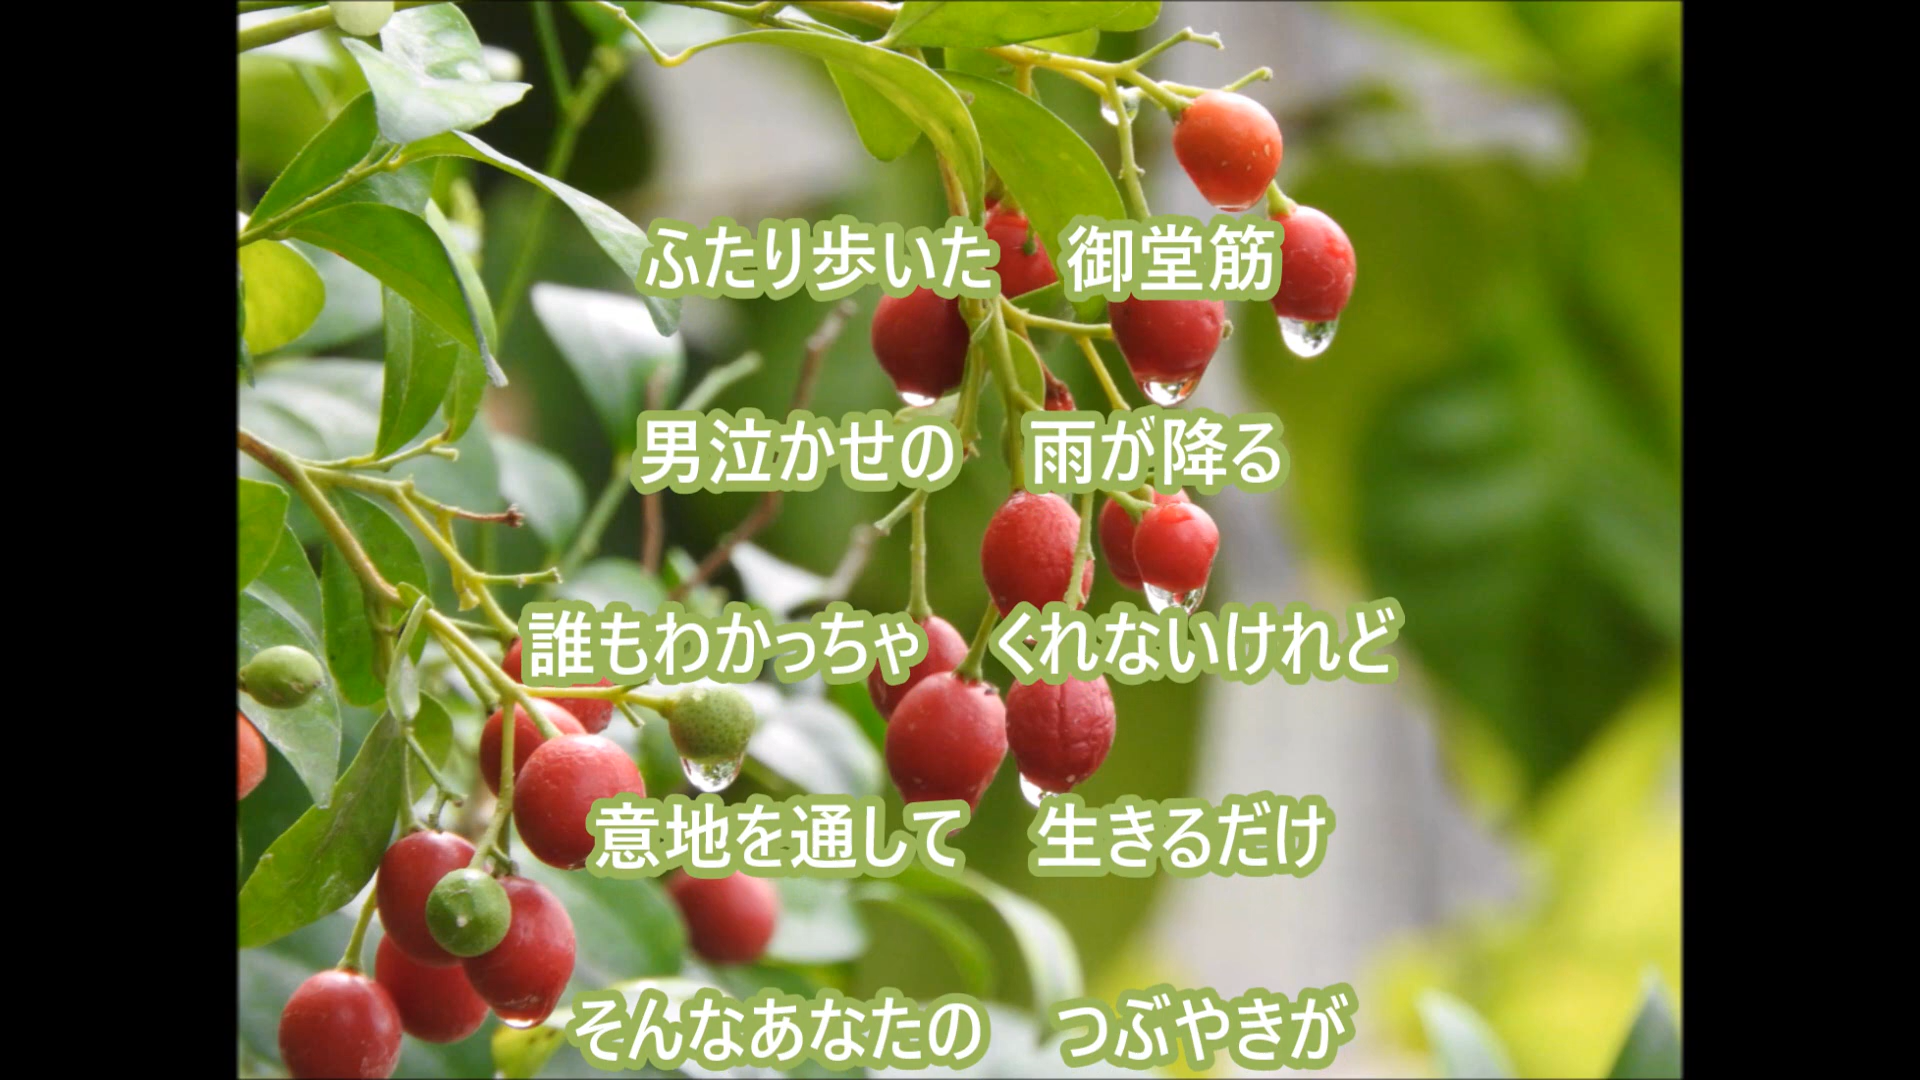 ふたり歩いた　御堂筋
男泣かせの　雨が降る
誰もわかっちゃ　くれないけれど
意地を通して　生きるだけ
そんなあなたの　つぶやきが